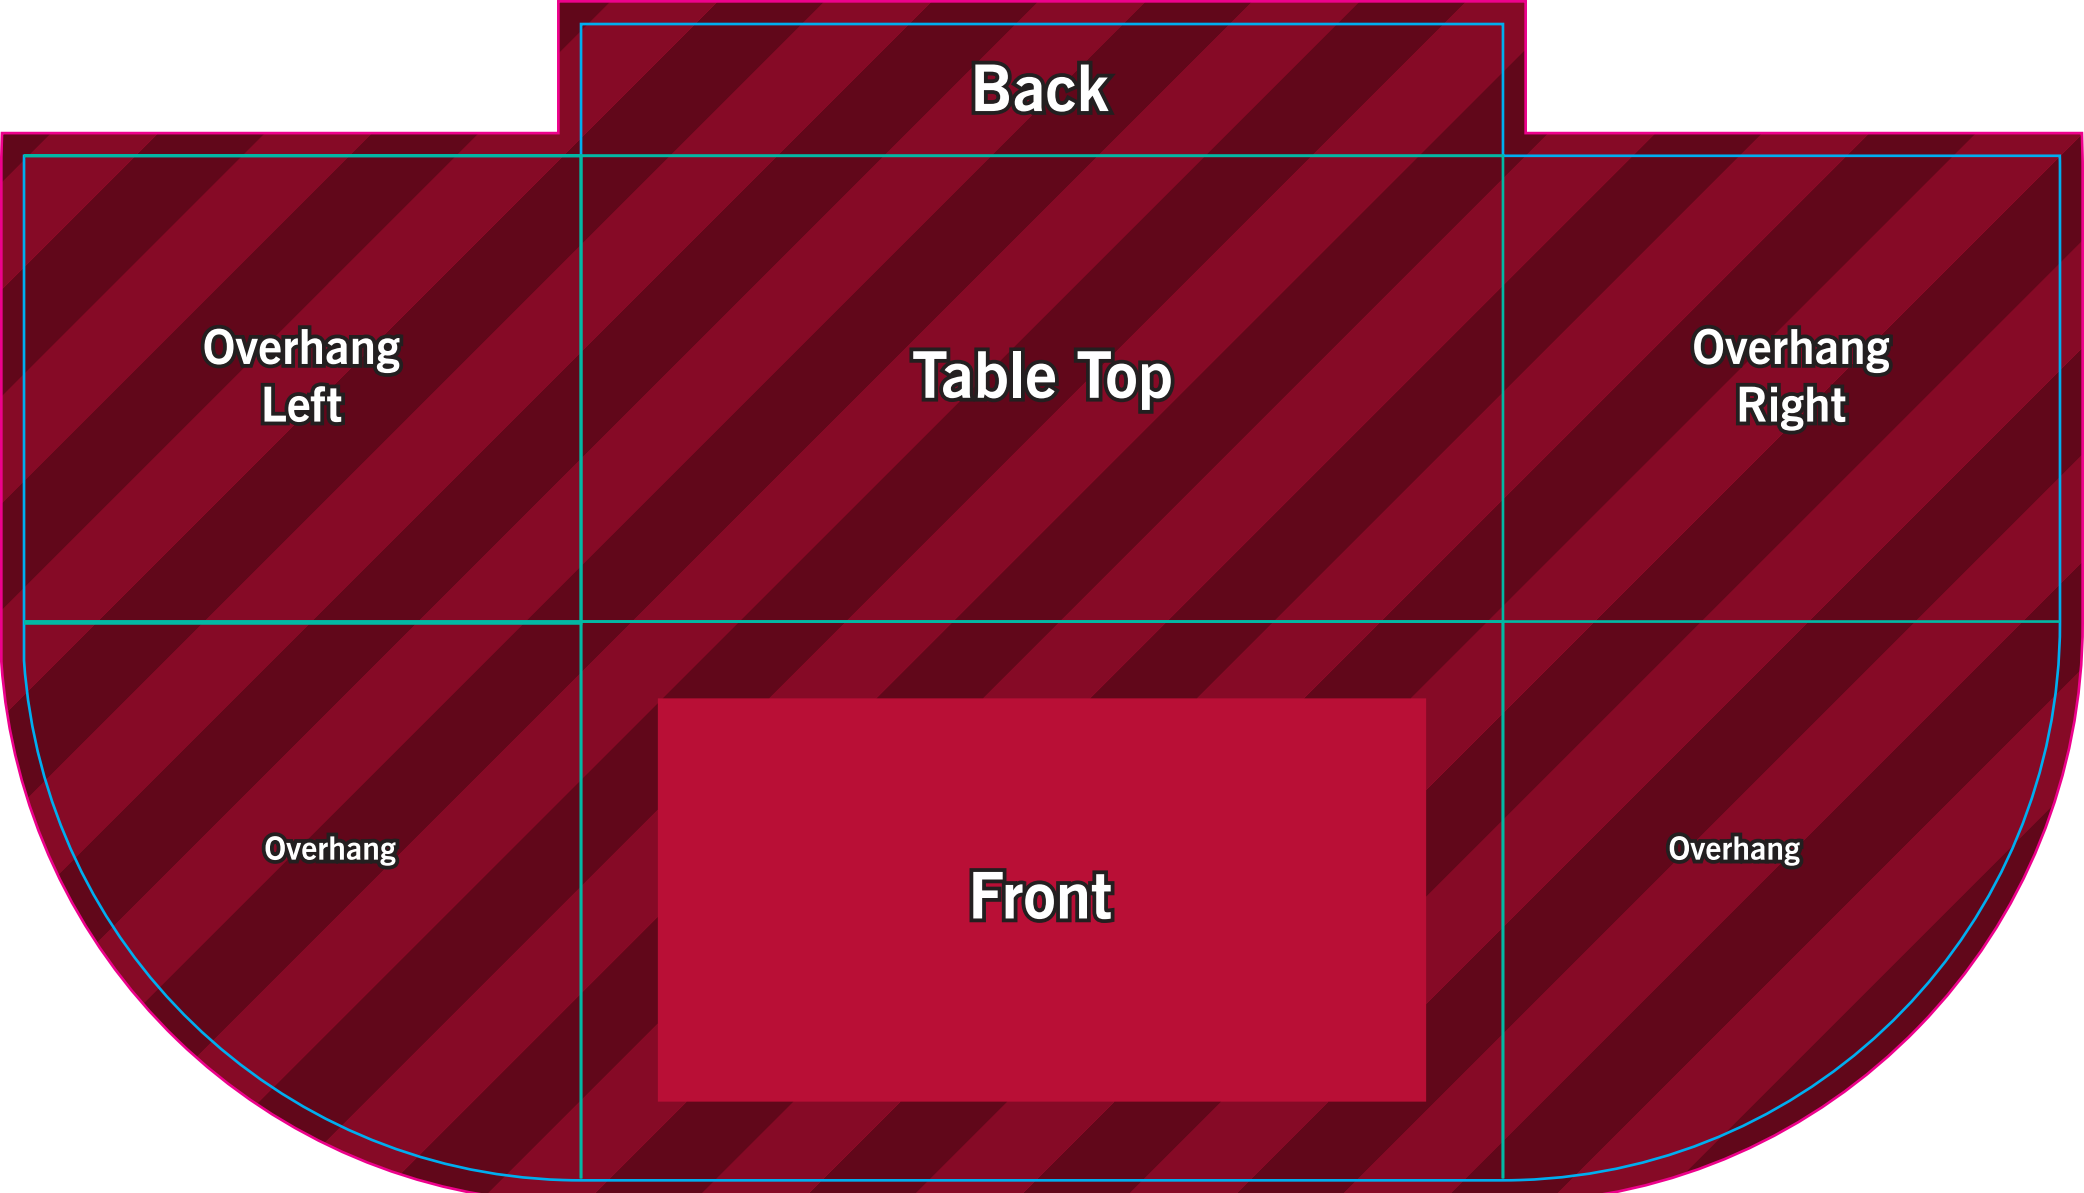 Back
Overhang
Left
Table Top
Overhang
Right
Overhang
Front
Overhang